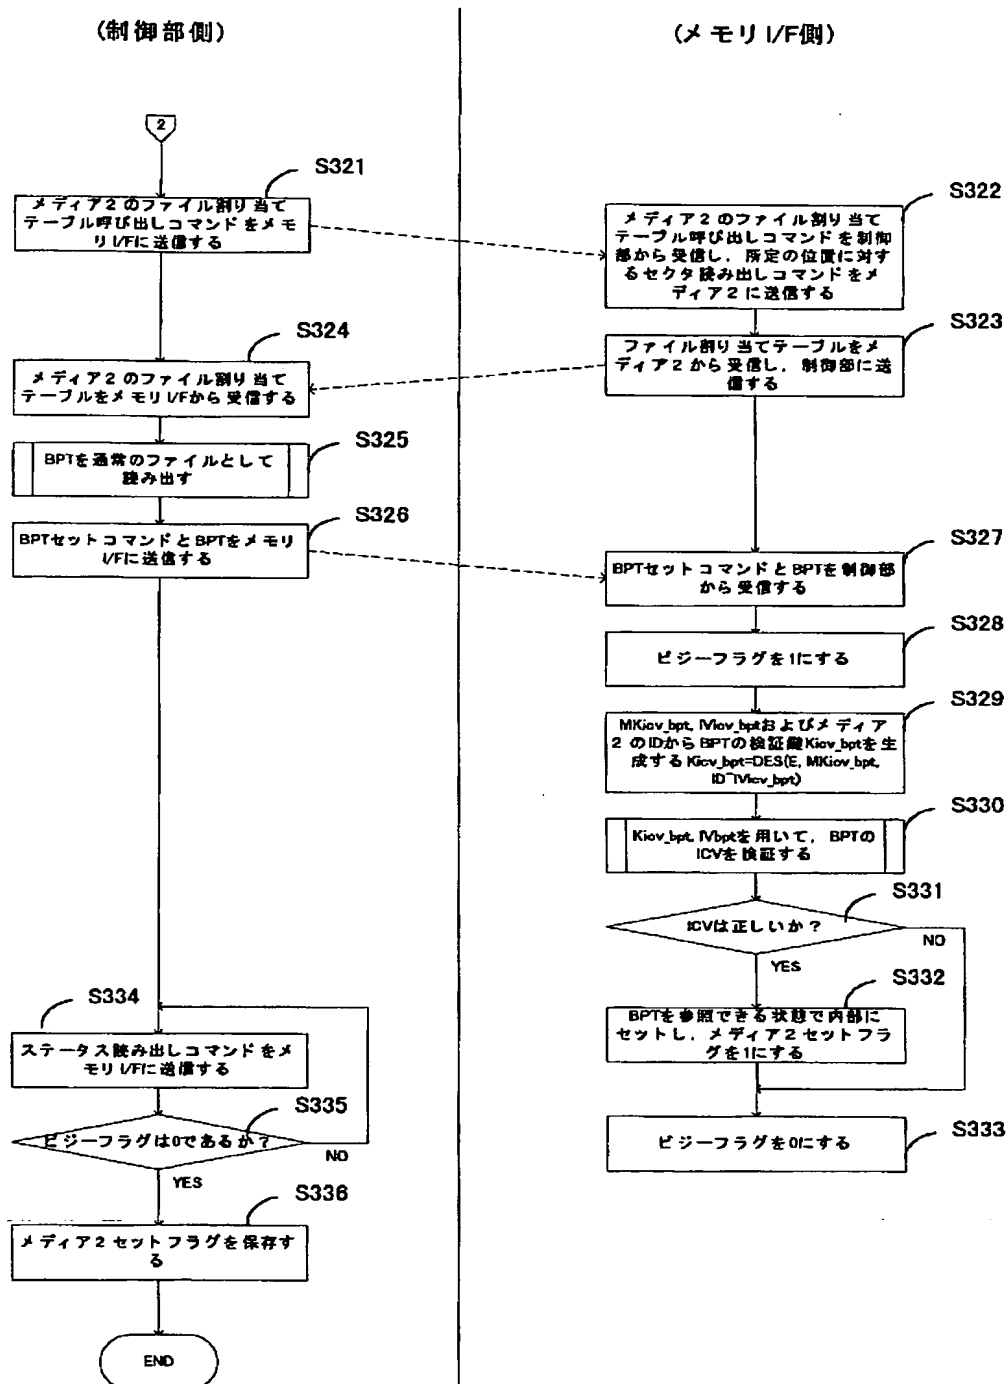 (制御部側)
2
S321
メディア2のファイル割り当て
テーブル呼び出しコマンドをメモ
リI/Fに送信する
S324
メディア2のファイル割り当て
テーブルをメモリI/Fから受信する
S325
BPTを通常のファイルとして
読み出す
S326
BPTセットコマンドとBPTをメモリ
I/Fに送信する
S334
ステータス読み出しコマンドをメ
モリI/Fに送信する
S335
ビジーフラグは0であるか?
NO
YES
S336
メディア2セットフラグを保存す
る
END
(メモリI/F側)
S322
メディア2のファイル割り当て
テーブル呼び出しコマンドを制御
部から受信し、所定の位置に対す
るセクタ読み出しコマンドをメ
ディア2に送信する
S323
ファイル割り当てテーブルをメ
ディア2から受信し、制御部に送
信する
S327
BPTセットコマンドとBPTを制御部
から受信する
S328
ビジーフラグを1にする
S329
MKicv_bpt, IVicv_bptおよびメディア
2のIDからBPTの検証鍵Kicv_bptを生
成するKicv_bpt=DES(E, MKicv_bpt,
ID^IVicv_bpt)
S330
Kicv_bpt, IVbptを用いて、BPTの
ICVを検証する
S331
ICVは正しいか?
NO
YES
S332
BPTを参照できる状態で内部に
セットし、メディア2セットフラ
グを1にする
S333
ビジーフラグを0にする